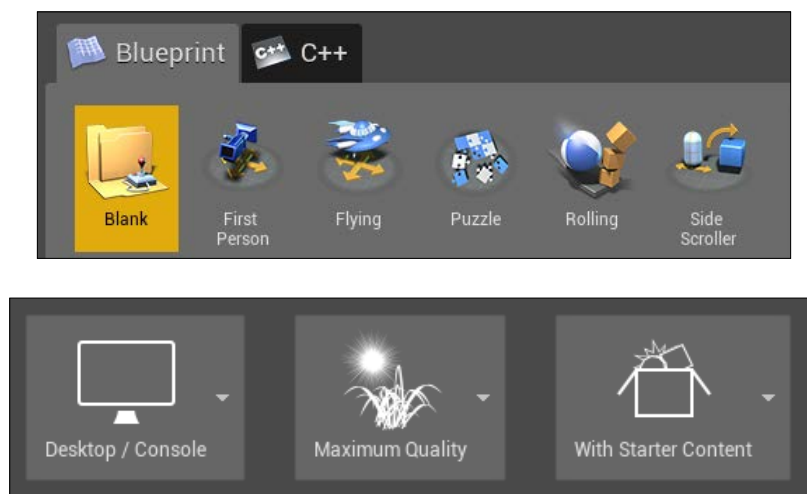 Blueprint C++ C++
Blank First Flying Puzzle Rolling Side
Person Scroller
Desktop / Console Maximum Quality With Starter Content